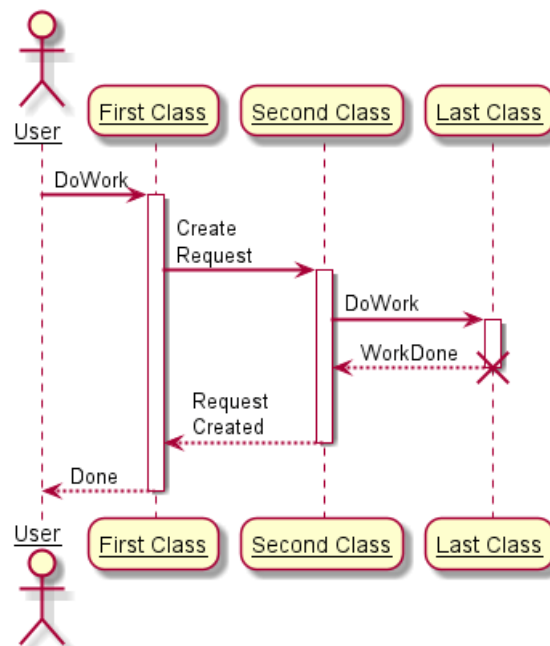 User
First Class
Second Class
Last Class
DoWork
Create
Request
DoWork
WorkDone
Request
Created
Done
User
First Class
Second Class
Last Class